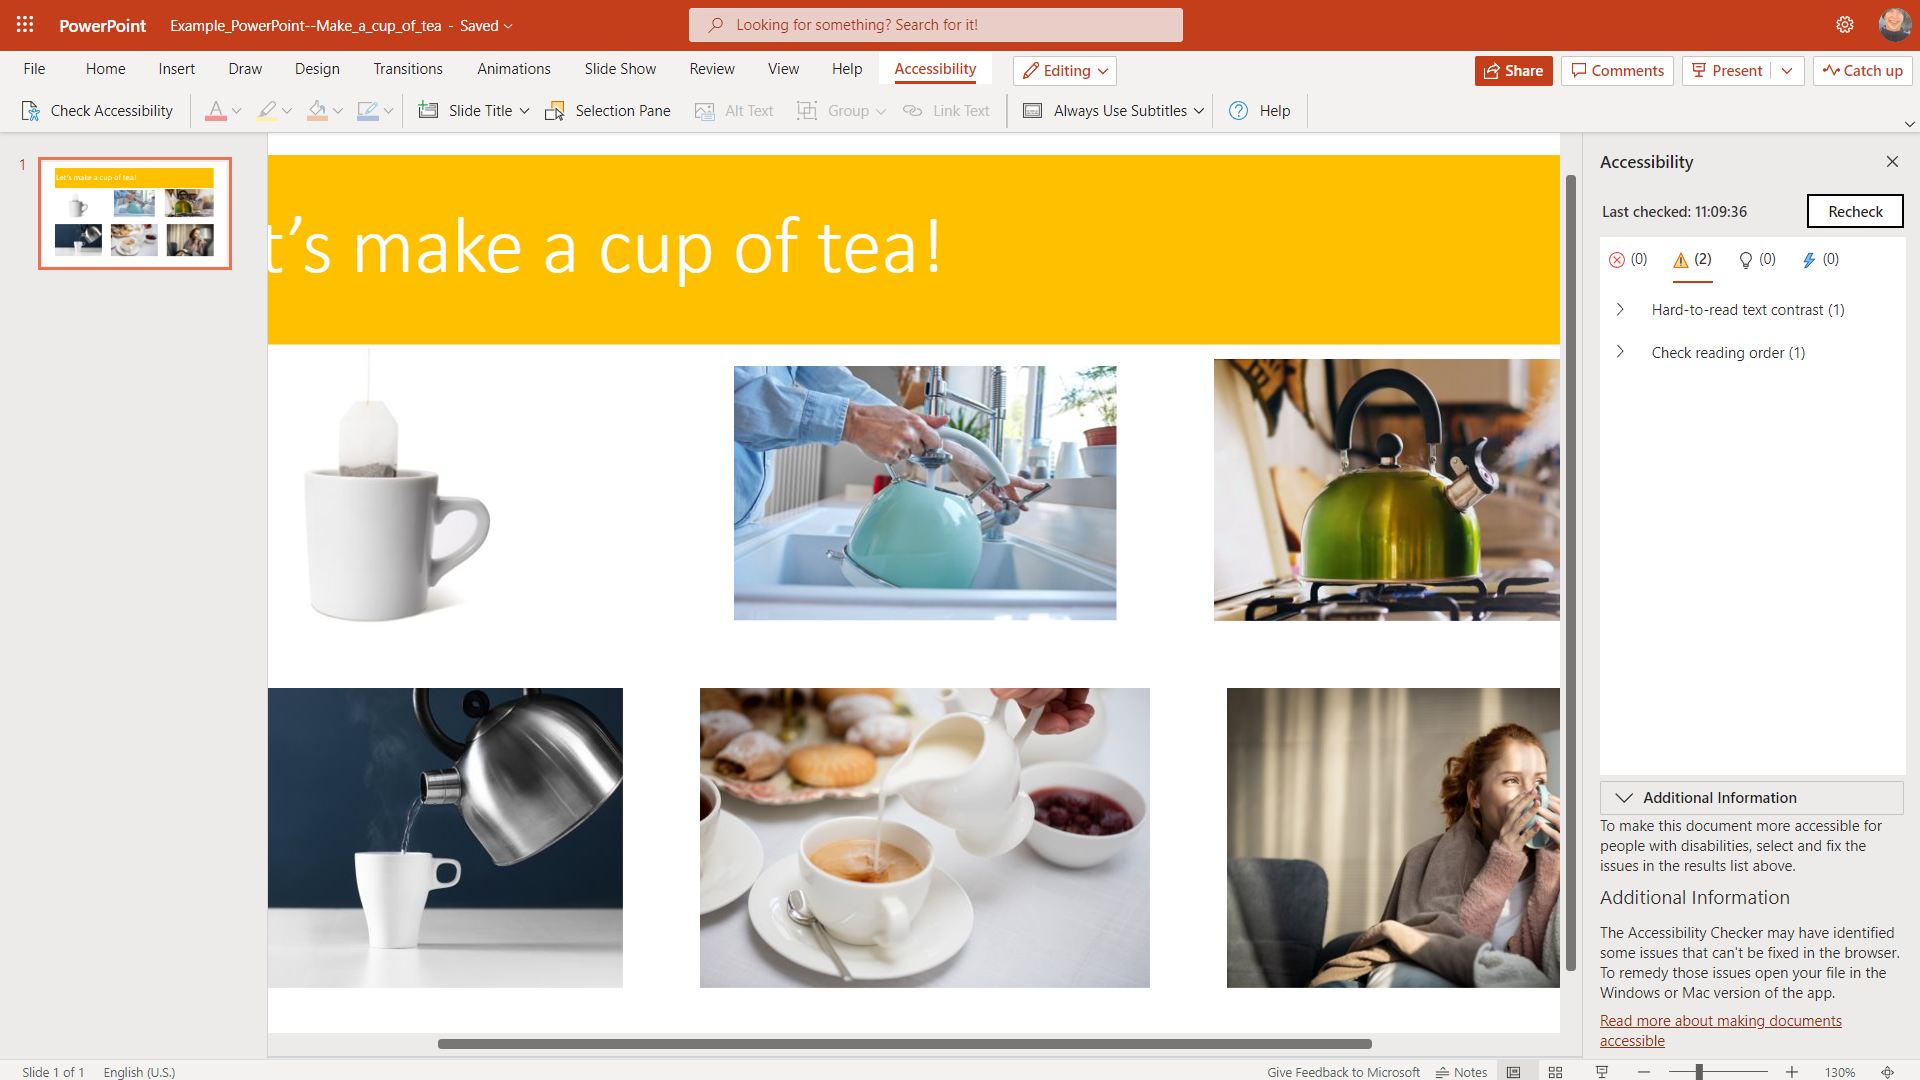 PowerPoint
Example_PowerPoint--Make_a_cup_of_tea - Saved
Looking for something? Search for it!
File
Home
Insert
Draw
Design
Transitions
Animations
Slide Show
Review
View
Help
Accessibility
Editing
Share
Comments
Present
Catch up
Check Accessibility
Slide Title
Selection Pane
Alt Text
Group
Link Text
Always Use Subtitles
Help
1
Let's make a cup of tea!
t’s make a cup of tea!
Accessibility
Last checked: 11:09:36
Recheck
(0)
(2)
(0)
(0)
Hard-to-read text contrast (1)
Check reading order (1)
Additional Information
To make this document more accessible for
people with disabilities, select and fix the
issues in the results list above.
Additional Information
The Accessibility Checker may have identified
some issues that can't be fixed in the browser.
To remedy those issues open your file in the
Windows or Mac version of the app.
Read more about making documents
accessible
Slide 1 of 1
English (U.S.)
Give Feedback to Microsoft
Notes
130%